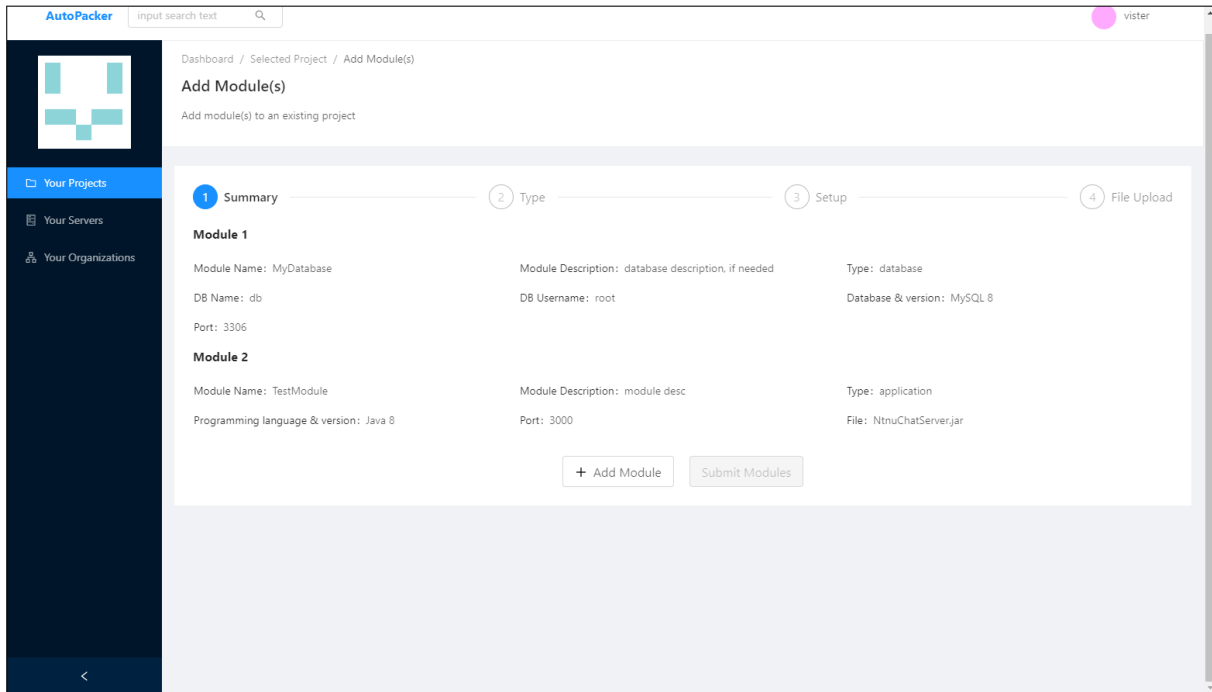 AutoPacker input search text vister
Dashboard / Selected Project / Add Module(s)
Add Module(s)
Add module(s) to an existing project
Your Projects
Your Servers
Your Organizations
1 Summary 2 Type 3 Setup 4 File Upload
Module 1
Module Name: MyDatabase Module Description: database description, if needed Type: database
DB Name: db DB Username: root Database & version: MySQL 8
Port: 3306
Module 2
Module Name: TestModule Module Description: module desc Type: application
Programming language & version: Java 8 Port: 3000 File: NtnuChatServer.jar
+ Add Module Submit Modules